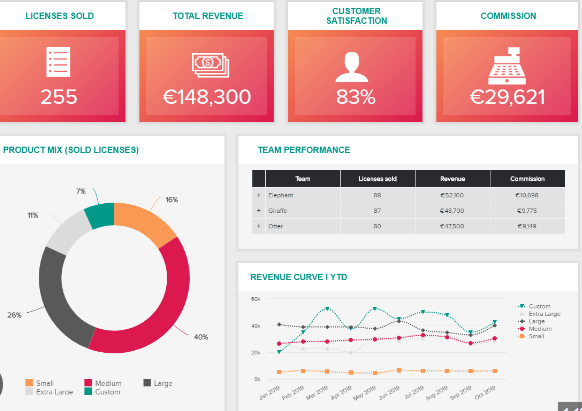 LICENSES SOLD
255
TOTAL REVENUE
€148,300
CUSTOMER
SATISFACTION
83%
COMMISSION
€29,621
PRODUCT MIX (SOLD LICENSES)
7%
16%
11%
26%
40%
Small Medium Large
Extra Large Custom
TEAM PERFORMANCE
Team Licenses sold Revenue Commission
+ Elephant 88 €52,100 €10,698
+ Giraffe 87 €48,700 €9,775
+ Otter 80 €47,500 €9,149
REVENUE CURVE I YTD
60k
40k
20k
0k
Jan 2019 Feb 2019 Mar 2019 Apr 2019 May 2019 Jun 2019 Jul 2019 Aug 2019 Sep 2019 Oct 2019
Custom
Extra Large
Large
Medium
Small